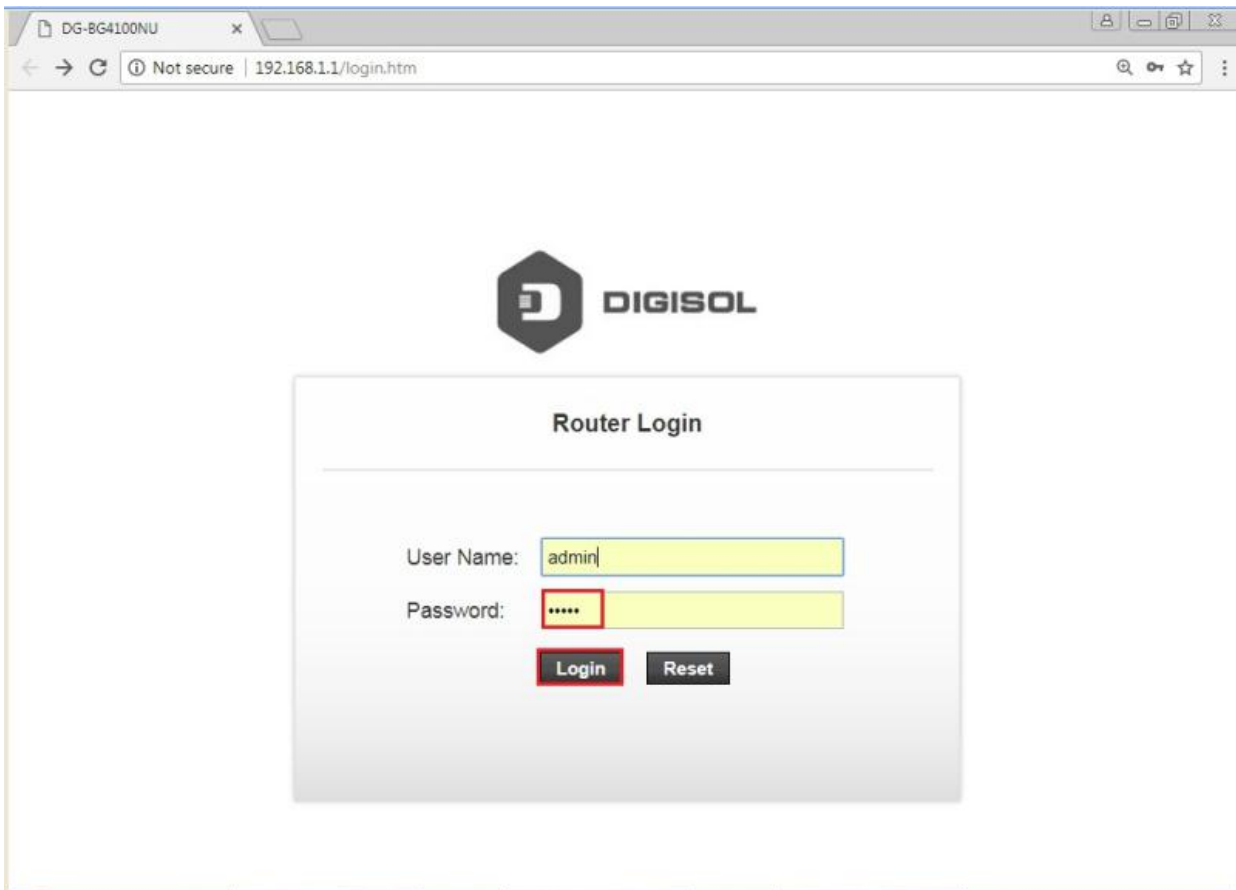 DG-BG4100NU
Not secure | 192.168.1.1/login.htm
DIGISOL
Router Login
User Name: admin
Password: •••••
Login Reset